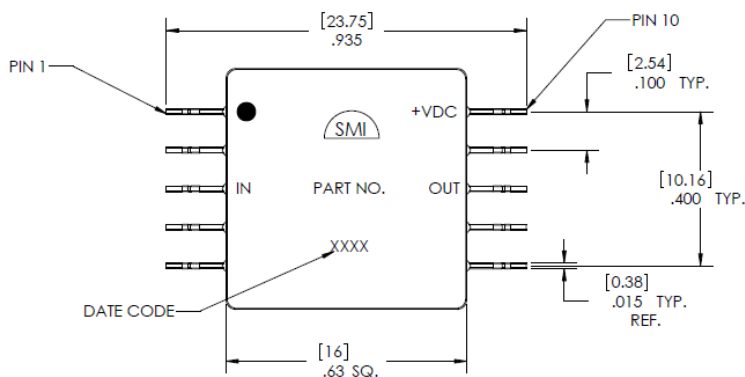 [23.75]
.935
PIN 10
PIN 1
[2.54]
.100 TYP.
+VDC
SMI
IN
PART NO.
OUT
[10.16]
.400 TYP.
XXXX
DATE CODE
[0.38]
.015 TYP.
REF.
[16]
.63 SQ.